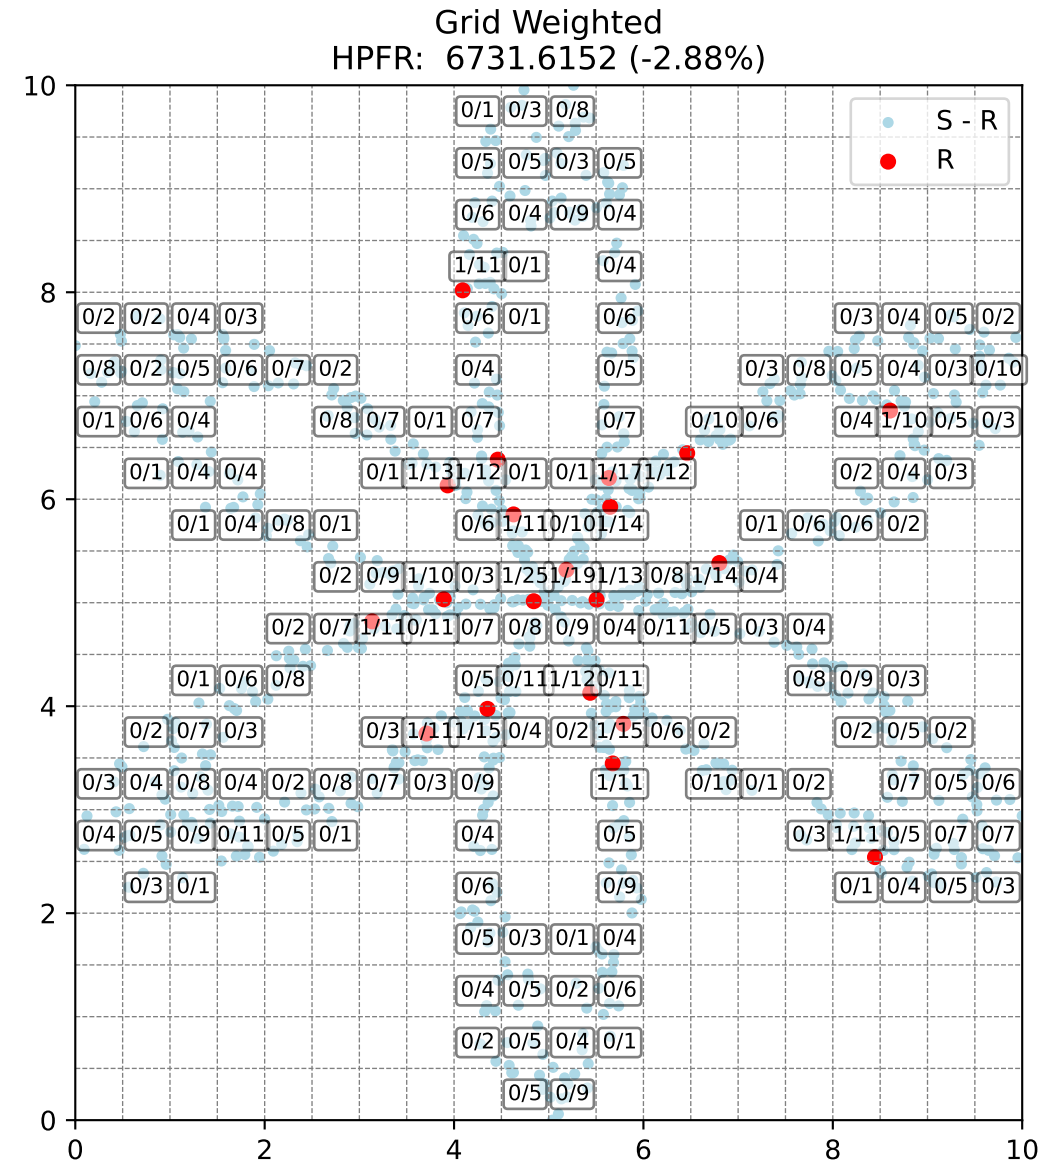 Grid Weighted
HPFR:  6731.6152 (-2.88%)
10
0/1 0/3 0/8
S - R
R
0/5 0/5 0/3 0/5
0/6 0/4 0/9 0/4
1/11 0/1 0/4
8
0/2 0/2 0/4 0/3 0/6 0/1 0/6 0/3 0/4 0/5 0/2
0/8 0/2 0/5 0/6 0/7 0/2 0/4 0/5 0/3 0/8 0/5 0/4 0/3 0/10
0/1 0/6 0/4 0/8 0/7 0/1 0/7 0/7 0/10 0/6 0/4 1/10 0/5 0/3
0/1 0/4 0/4 0/1 1/13 1/12 0/1 0/1 1/17 1/12 0/2 0/4 0/3
6
0/1 0/4 0/8 0/1 0/6 1/11 0/10 1/14 0/1 0/6 0/6 0/2
0/2 0/9 1/10 0/3 1/25 1/19 1/13 0/8 1/14 0/4
0/2 0/7 1/11 0/11 0/7 0/8 0/9 0/4 0/11 0/5 0/3 0/4
0/1 0/6 0/8 0/5 0/11 1/12 0/11 0/8 0/9 0/3
4
0/2 0/7 0/3 0/3 1/11 1/15 0/4 0/2 1/15 0/6 0/2 0/2 0/5 0/2
0/3 0/4 0/8 0/4 0/2 0/8 0/7 0/3 0/9 1/11 0/10 0/1 0/2 0/7 0/5 0/6
0/4 0/5 0/9 0/11 0/5 0/1 0/4 0/5 0/3 1/11 0/5 0/7 0/7
0/3 0/1 0/6 0/9 0/1 0/4 0/5 0/3
2
0/5 0/3 0/1 0/4
0/4 0/5 0/2 0/6
0/2 0/5 0/4 0/1
0/5 0/9
0
0 2 4 6 8 10